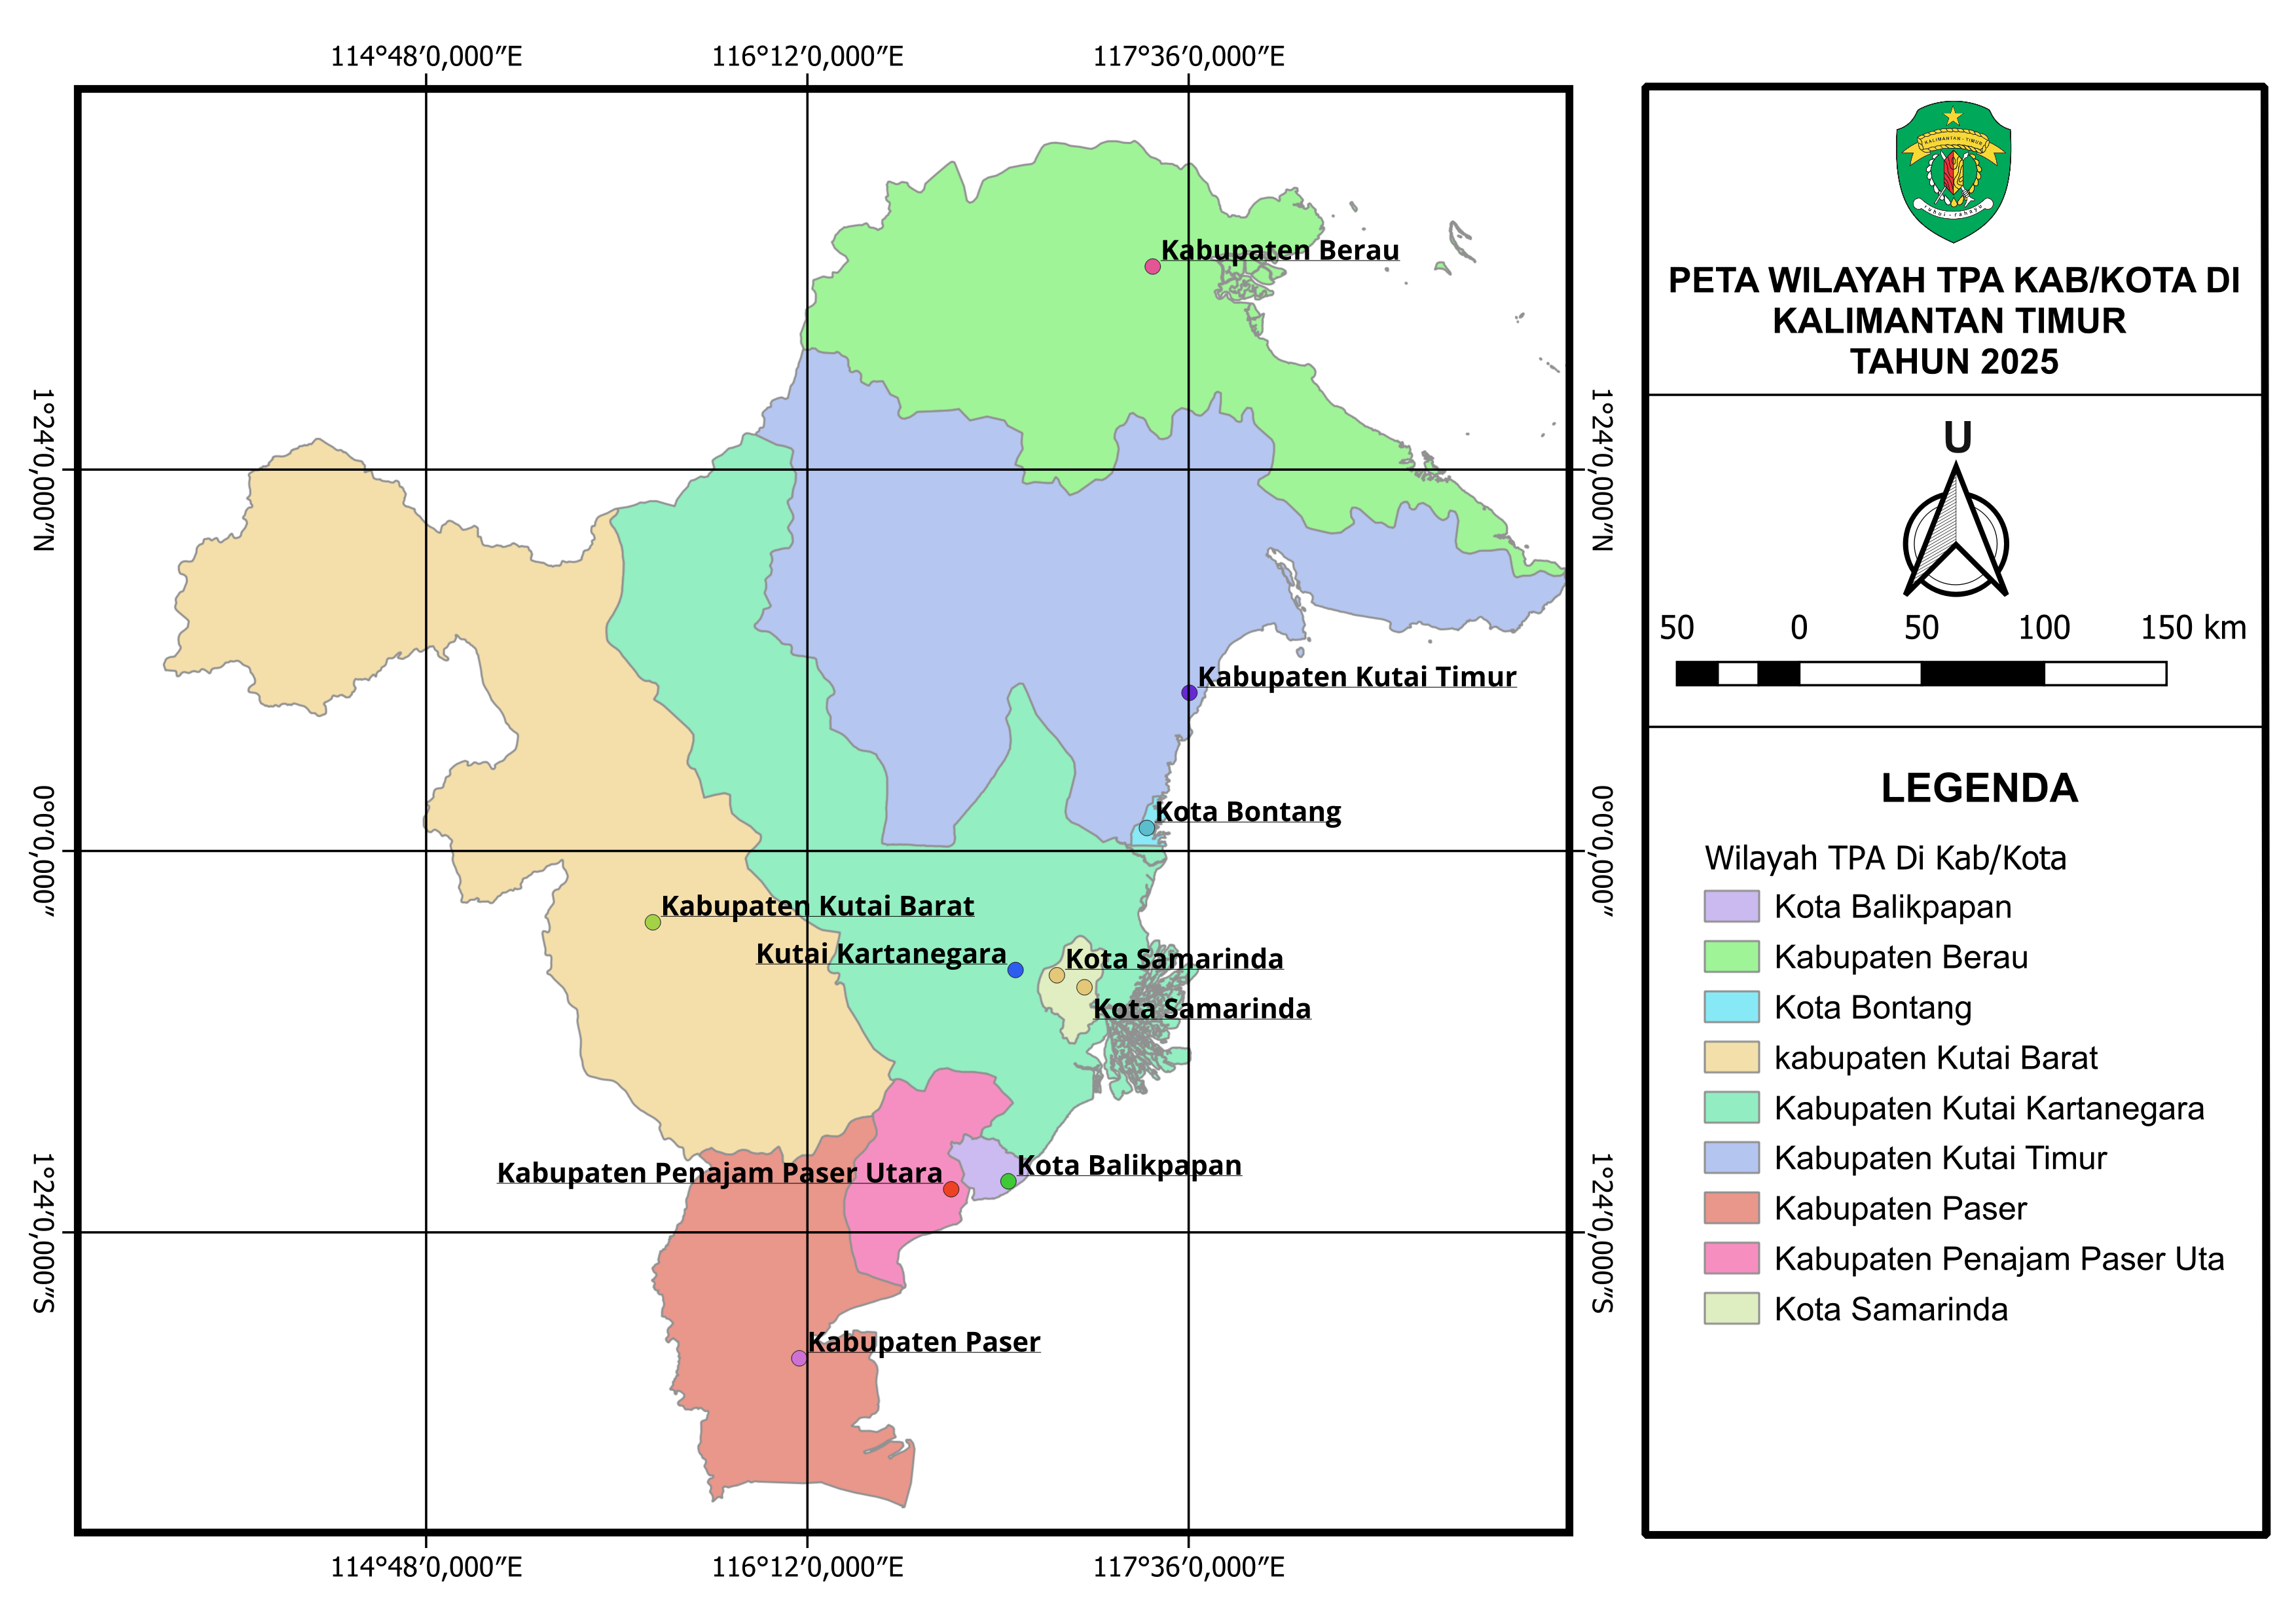 114°48′0,000″E
116°12′0,000″E
117°36′0,000″E
1°24′0,000″N
0°0′0,000″
1°24′0,000″S
1°24′0,000″N
0°0′0,000″
1°24′0,000″S
Kabupaten Berau
Kabupaten Kutai Timur
Kota Bontang
Kabupaten Kutai Barat
Kutai Kartanegara
Kota Samarinda
Kota Samarinda
Kabupaten Penajam Paser Utara
Kota Balikpapan
Kabupaten Paser
114°48′0,000″E
116°12′0,000″E
117°36′0,000″E
KALIMANTAN - TIMUR
ruhui - rahayu
PETA WILAYAH TPA KAB/KOTA DI
KALIMANTAN TIMUR
TAHUN 2025
U
50 0 50 100 150 km
LEGENDA
Wilayah TPA Di Kab/Kota
Kota Balikpapan
Kabupaten Berau
Kota Bontang
kabupaten Kutai Barat
Kabupaten Kutai Kartanegara
Kabupaten Kutai Timur
Kabupaten Paser
Kabupaten Penajam Paser Uta
Kota Samarinda